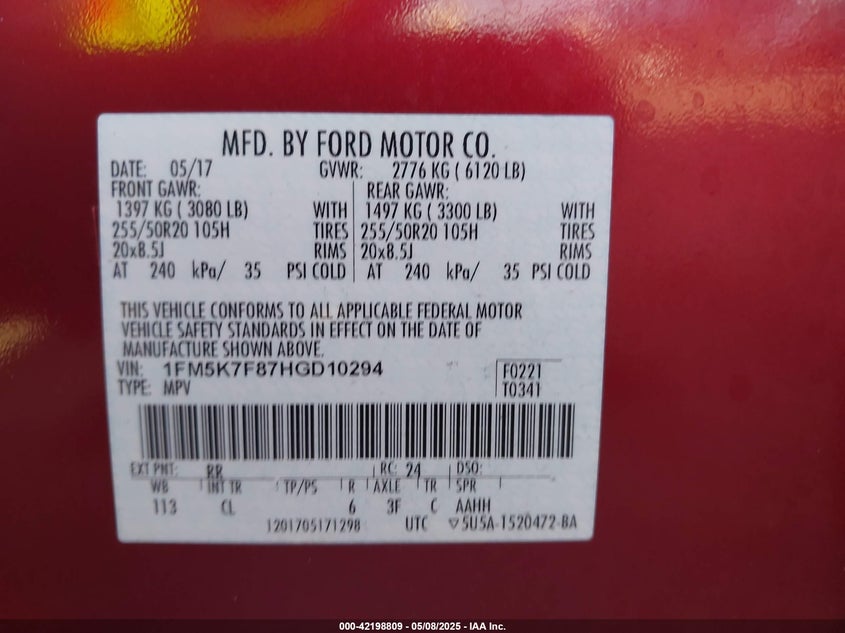 MFD. BY FORD MOTOR CO.
DATE: 05/17 GVWR: 2776 KG ( 6120 LB)
FRONT GAWR: REAR GAWR:
1397 KG ( 3080 LB) WITH 1497 KG ( 3300 LB) WITH
255/50R20 105H TIRES 255/50R20 105H TIRES
20x8.5J RIMS 20x8.5J RIMS
AT 240 kPa/ 35 PSI COLD AT 240 kPa/ 35 PSI COLD
THIS VEHICLE CONFORMS TO ALL APPLICABLE FEDERAL MOTOR
VEHICLE SAFETY STANDARDS IN EFFECT ON THE DATE OF
MANUFACTURE SHOWN ABOVE.
VIN: 1FM5K7F87HGD10294 F0221
TYPE: MPV T0341
EXT PNT: RR RC: 24 DSO:
WB INT TR TP/PS R AXLE TR SPR
113 CL 6 3F C AAHH
1201705171298 UTC ▽5U5A-1520472-BA
000-42198809 - 05/08/2025 - IAA Inc.